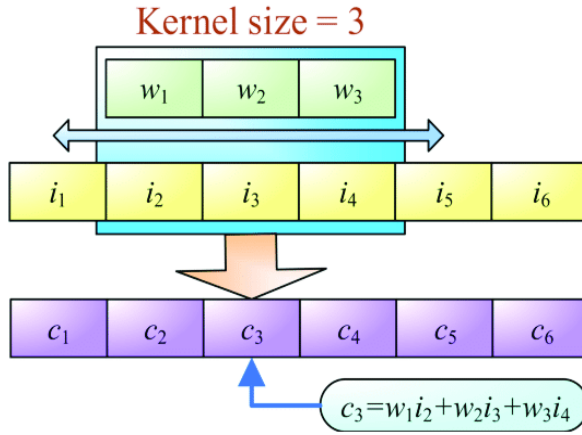 Kernel size = 3
w₁ w₂ w₃
i₁ i₂ i₃ i₄ i₅ i₆
c₁ c₂ c₃ c₄ c₅ c₆
c₃=w₁i₂+w₂i₃+w₃i₄